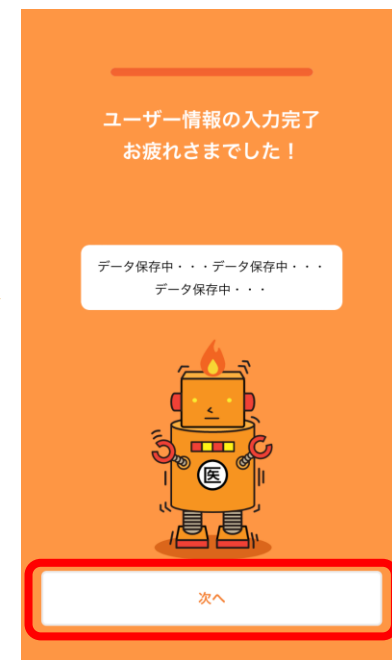 ユーザー情報の入力完了
お疲れさまでした！
データ保存中・・・データ保存中・・・
データ保存中・・・
医
次へ